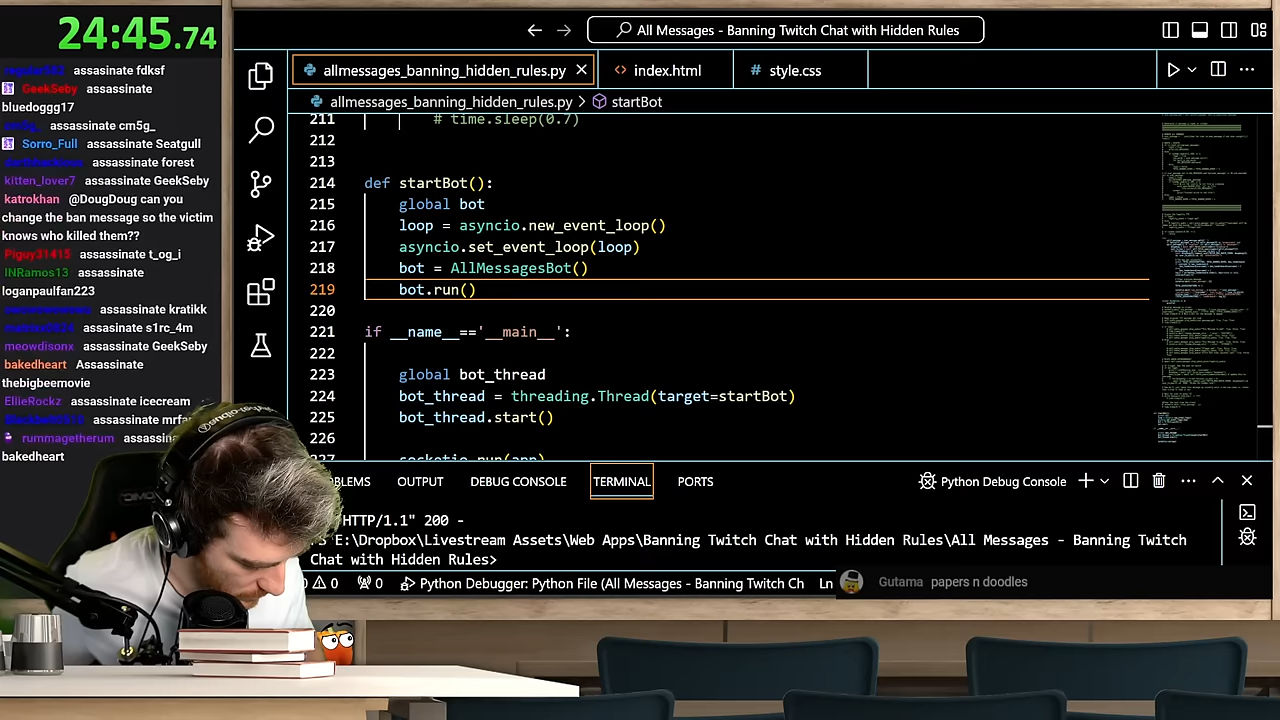 24:45.74
assasinate fdksf
GeekSeby assassinate
bluedoggg17
assassinate cm5g_
Sorro_Full assassinate Seatgull
assassinate forest
kitten_lover7 assassinate GeekSeby
katrokhan @DougDoug can you
change the ban message so the victim
knows who killed them??
Piguy31415 assassinate t_og_i
INRamos13 assassinate
loganpaulfan223
assassinate kratikk
assassinate s1rc_4m
meowdisonx assassinate GeekSeby
bakedheart Assassinate
thebigbeemovie
EllieRockz assassinate icecream
assassinate mrfa
rummagetherum assassin
bakedheart
All Messages - Banning Twitch Chat with Hidden Rules
allmessages_banning_hidden_rules.py
index.html
style.css
allmessages_banning_hidden_rules.py > startBot
211 # time.sleep(0.7)
212
213
214 def startBot():
215 global bot
216 loop = asyncio.new_event_loop()
217 asyncio.set_event_loop(loop)
218 bot = AllMessagesBot()
219 bot.run()
220
221 if __name__=='__main__':
222
223 global bot_thread
224 bot_thread = threading.Thread(target=startBot)
225 bot_thread.start()
226
227 socketio.run(app)
BLEMS OUTPUT DEBUG CONSOLE TERMINAL PORTS Python Debug Console
HTTP/1.1" 200 -
PS E:\Dropbox\Livestream Assets\Web Apps\Banning Twitch Chat with Hidden Rules\All Messages - Banning Twitch
Chat with Hidden Rules>
0 0 Python Debugger: Python File (All Messages - Banning Twitch Ch Ln
Gutama papers n doodles